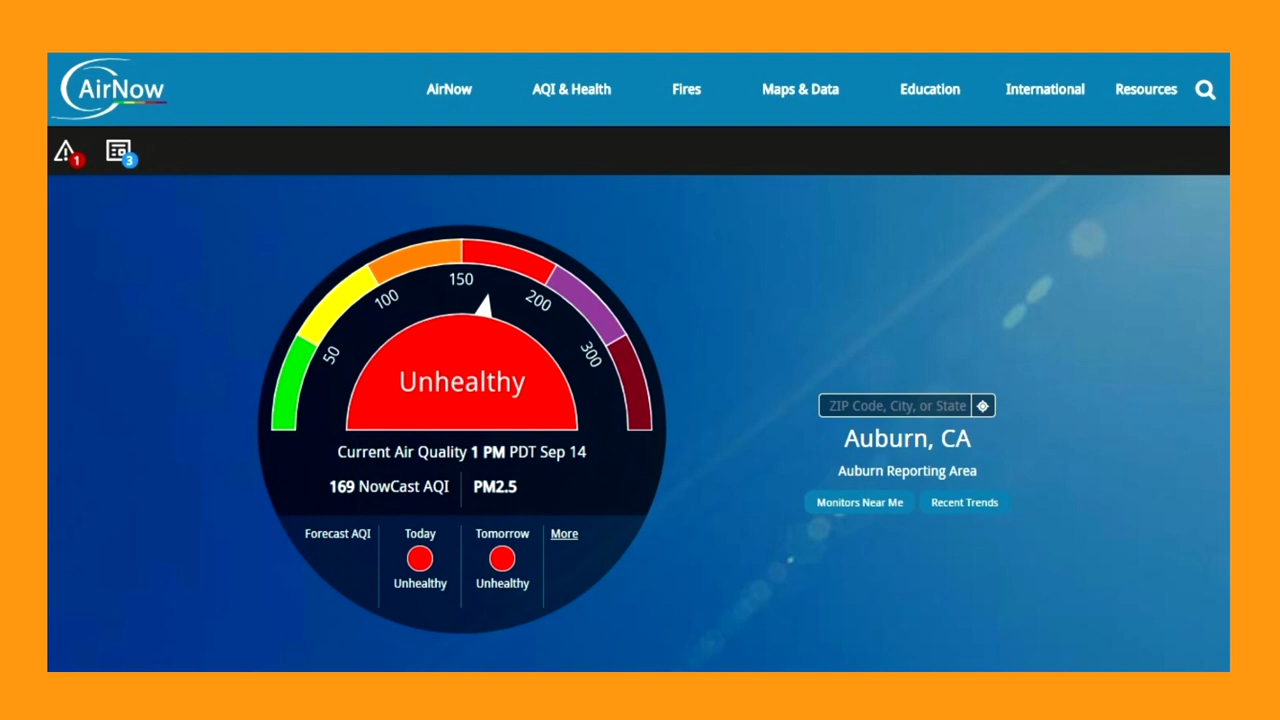 AirNow
AirNow AQI & Health Fires Maps & Data Education International Resources
1 3
50 100 150 200 300
Unhealthy
Current Air Quality 1 PM PDT Sep 14
169 NowCast AQI PM2.5
Forecast AQI Today Tomorrow More
Unhealthy Unhealthy
ZIP Code, City, or State
Auburn, CA
Auburn Reporting Area
Monitors Near Me Recent Trends